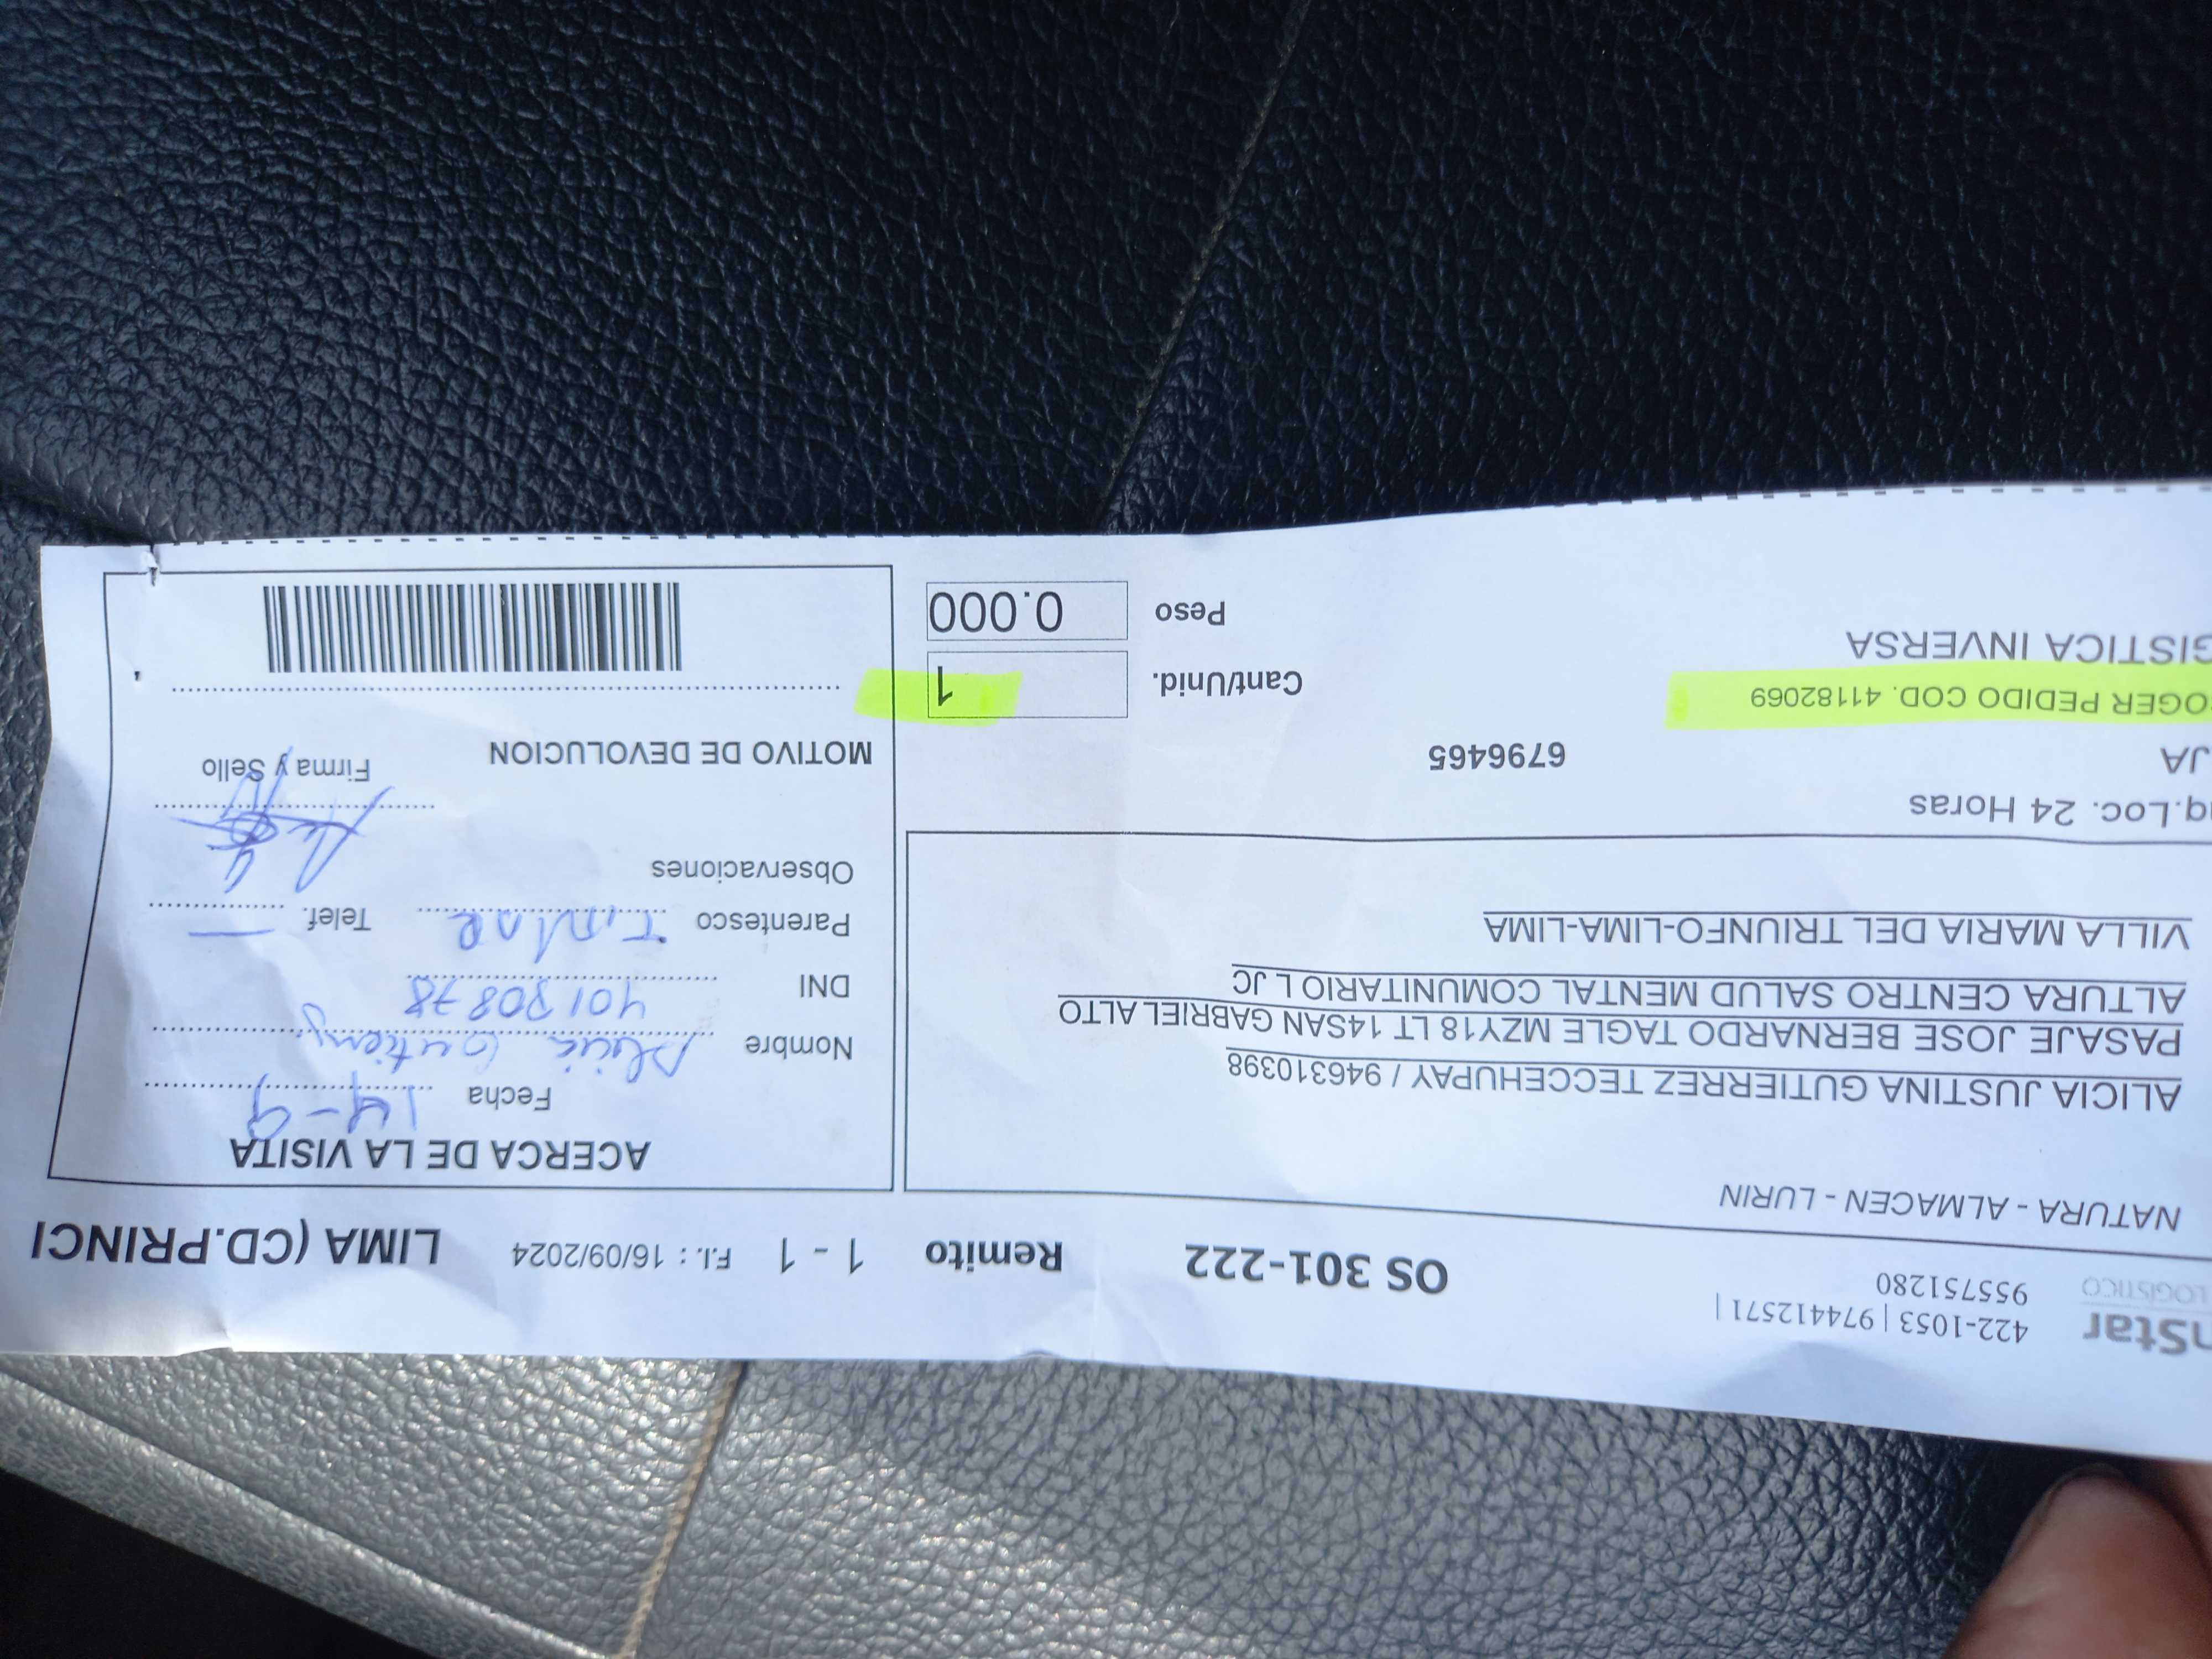 nStar
LOGISTICO
422-1053 | 974412571 |
955751280
OS 301-222
Remito
1 - 1
F.I. : 16/09/2024
LIMA (CD.PRINCI
NATURA - ALMACEN - LURIN
ALICIA JUSTINA GUTIERREZ TECCEHUPAY / 946310398
PASAJE JOSE BERNARDO TAGLE MZY18 LT 14SAN GABRIEL ALTO
ALTURA CENTRO SALUD MENTAL COMUNITARIO L JC
VILLA MARIA DEL TRIUNFO-LIMA-LIMA
q.Loc. 24 Horas
JA
6796465
OGER PEDIDO COD. 41182069
GISTICA INVERSA
Cant/Unid.
1
Peso
0.000
ACERCA DE LA VISITA
Fecha 14-9
Nombre Alicia
DNI 40180878
Parentesco Telef. —
Observaciones
Firma y Sello
MOTIVO DE DEVOLUCION